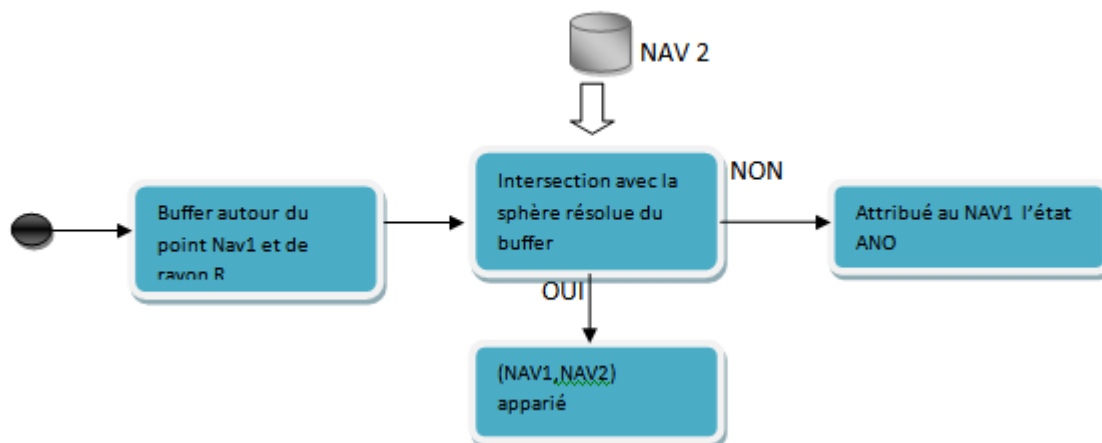 NAV 2
Buffer autour du
point Nav1 et de
rayon R
Intersection avec la
sphère résolue du
buffer
NON
Attribué au NAV1 l’état
ANO
OUI
(NAV1,NAV2)
apparié